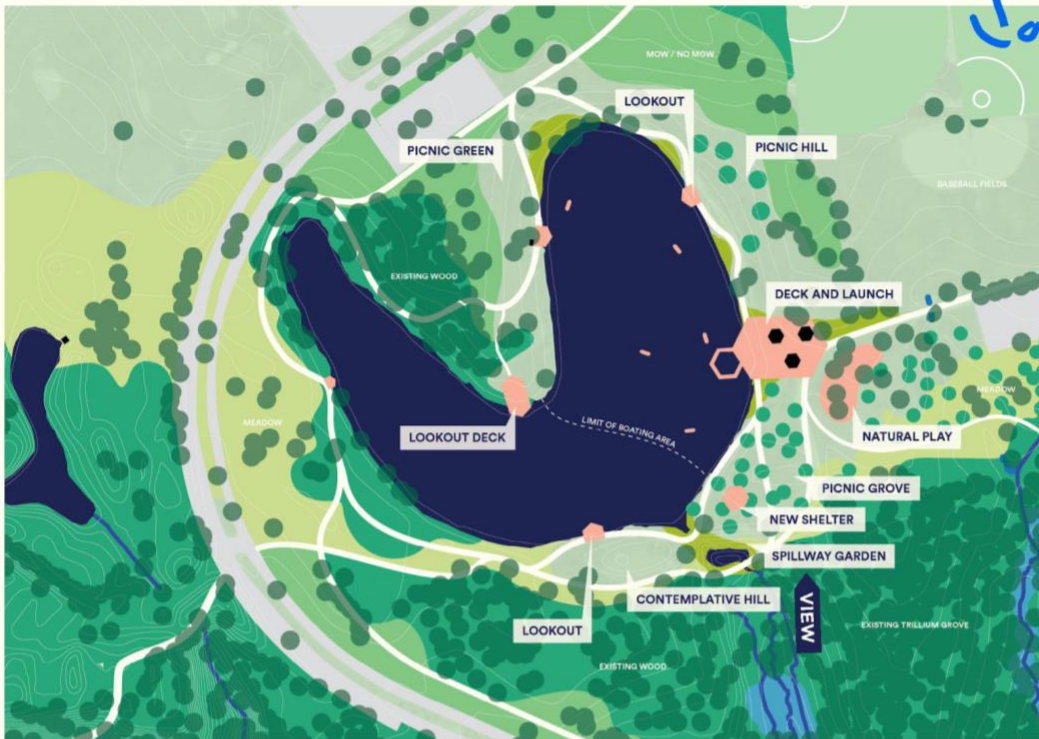 MOW / NO MOW
LOOKOUT
PICNIC GREEN
PICNIC HILL
BASEBALL FIELDS
EXISTING WOOD
DECK AND LAUNCH
MEADOW
MEADOW
LIMIT OF BOATING AREA
LOOKOUT DECK
NATURAL PLAY
PICNIC GROVE
NEW SHELTER
SPILLWAY GARDEN
CONTEMPLATIVE HILL
VIEW
LOOKOUT
EXISTING TRILLIUM GROVE
EXISTING WOOD